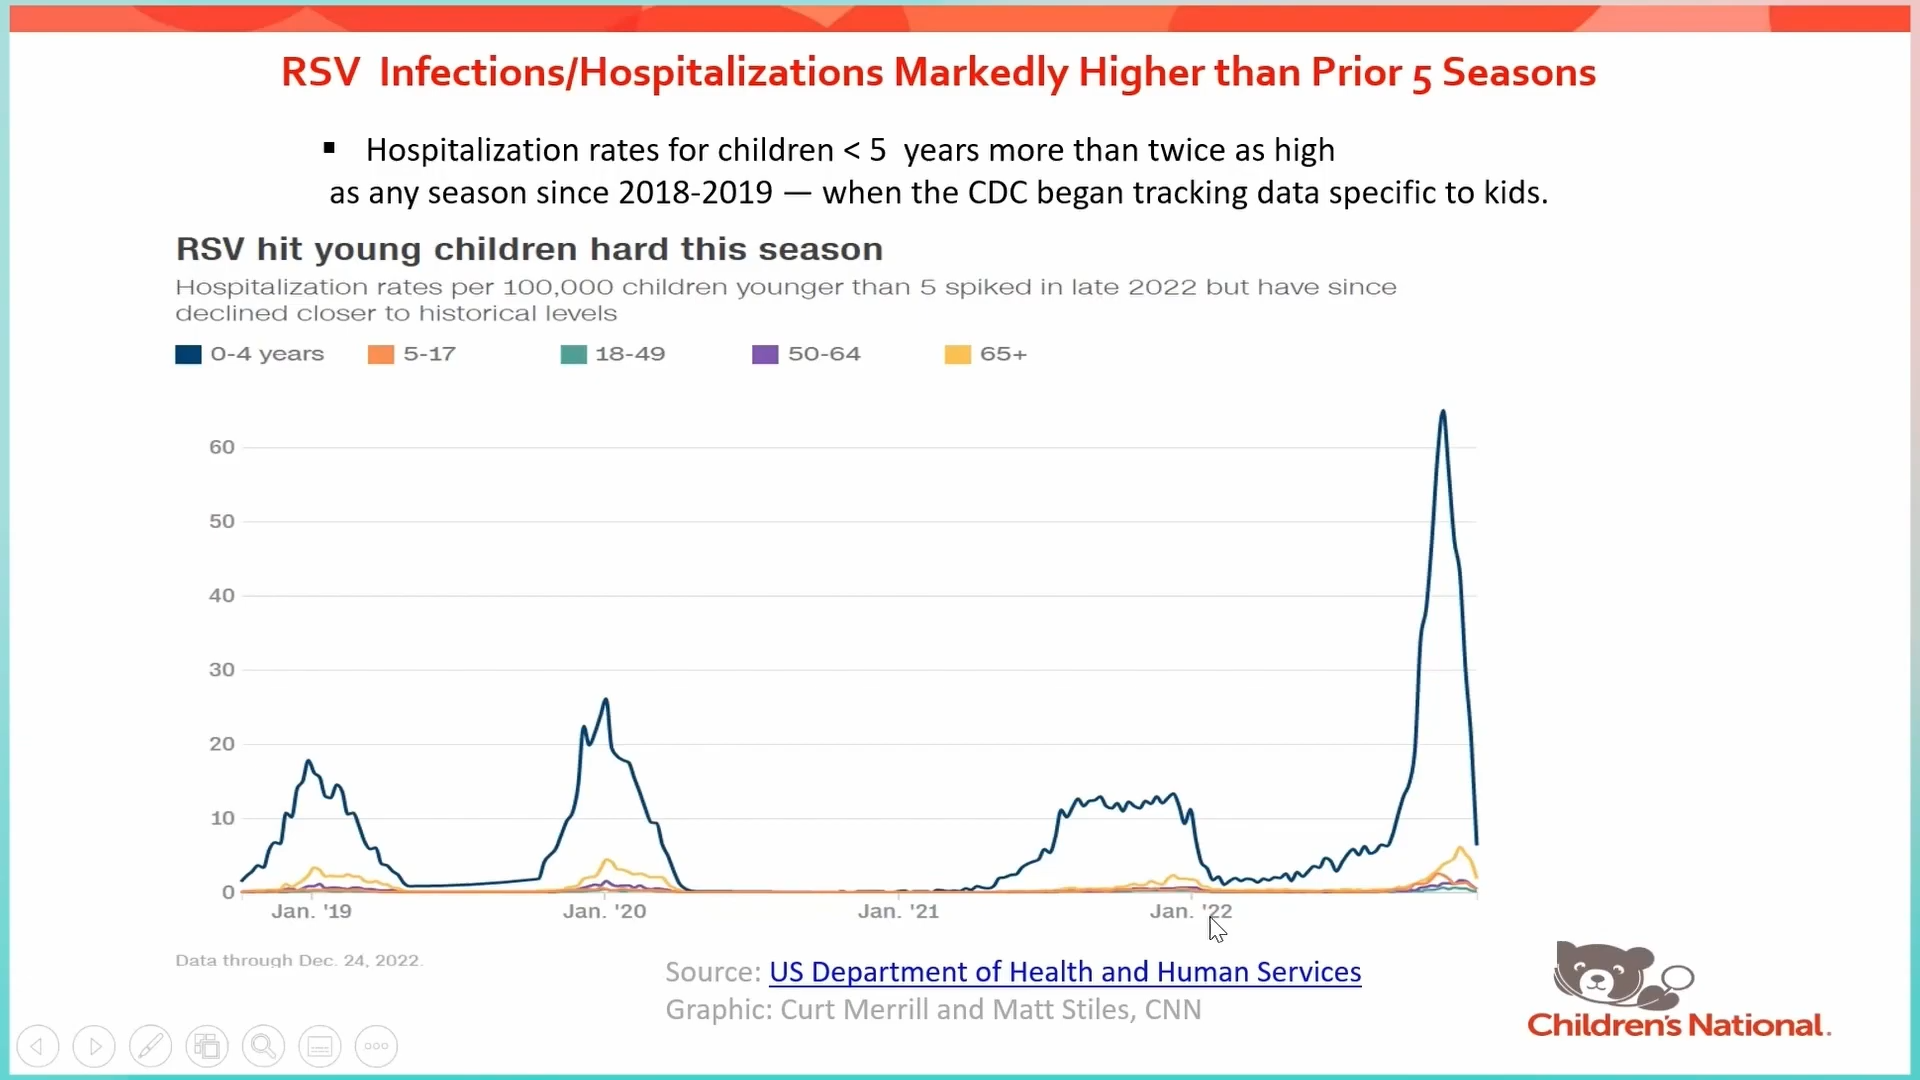 RSV Infections/Hospitalizations Markedly Higher than Prior 5 Seasons
▪ Hospitalization rates for children < 5 years more than twice as high
as any season since 2018-2019 — when the CDC began tracking data specific to kids.
RSV hit young children hard this season
Hospitalization rates per 100,000 children younger than 5 spiked in late 2022 but have since
declined closer to historical levels
0-4 years 5-17 18-49 50-64 65+
60
50
40
30
20
10
0
Jan. '19 Jan. '20 Jan. '21 Jan. '22
Data through Dec. 24, 2022.
Source: US Department of Health and Human Services
Graphic: Curt Merrill and Matt Stiles, CNN
Children's National.